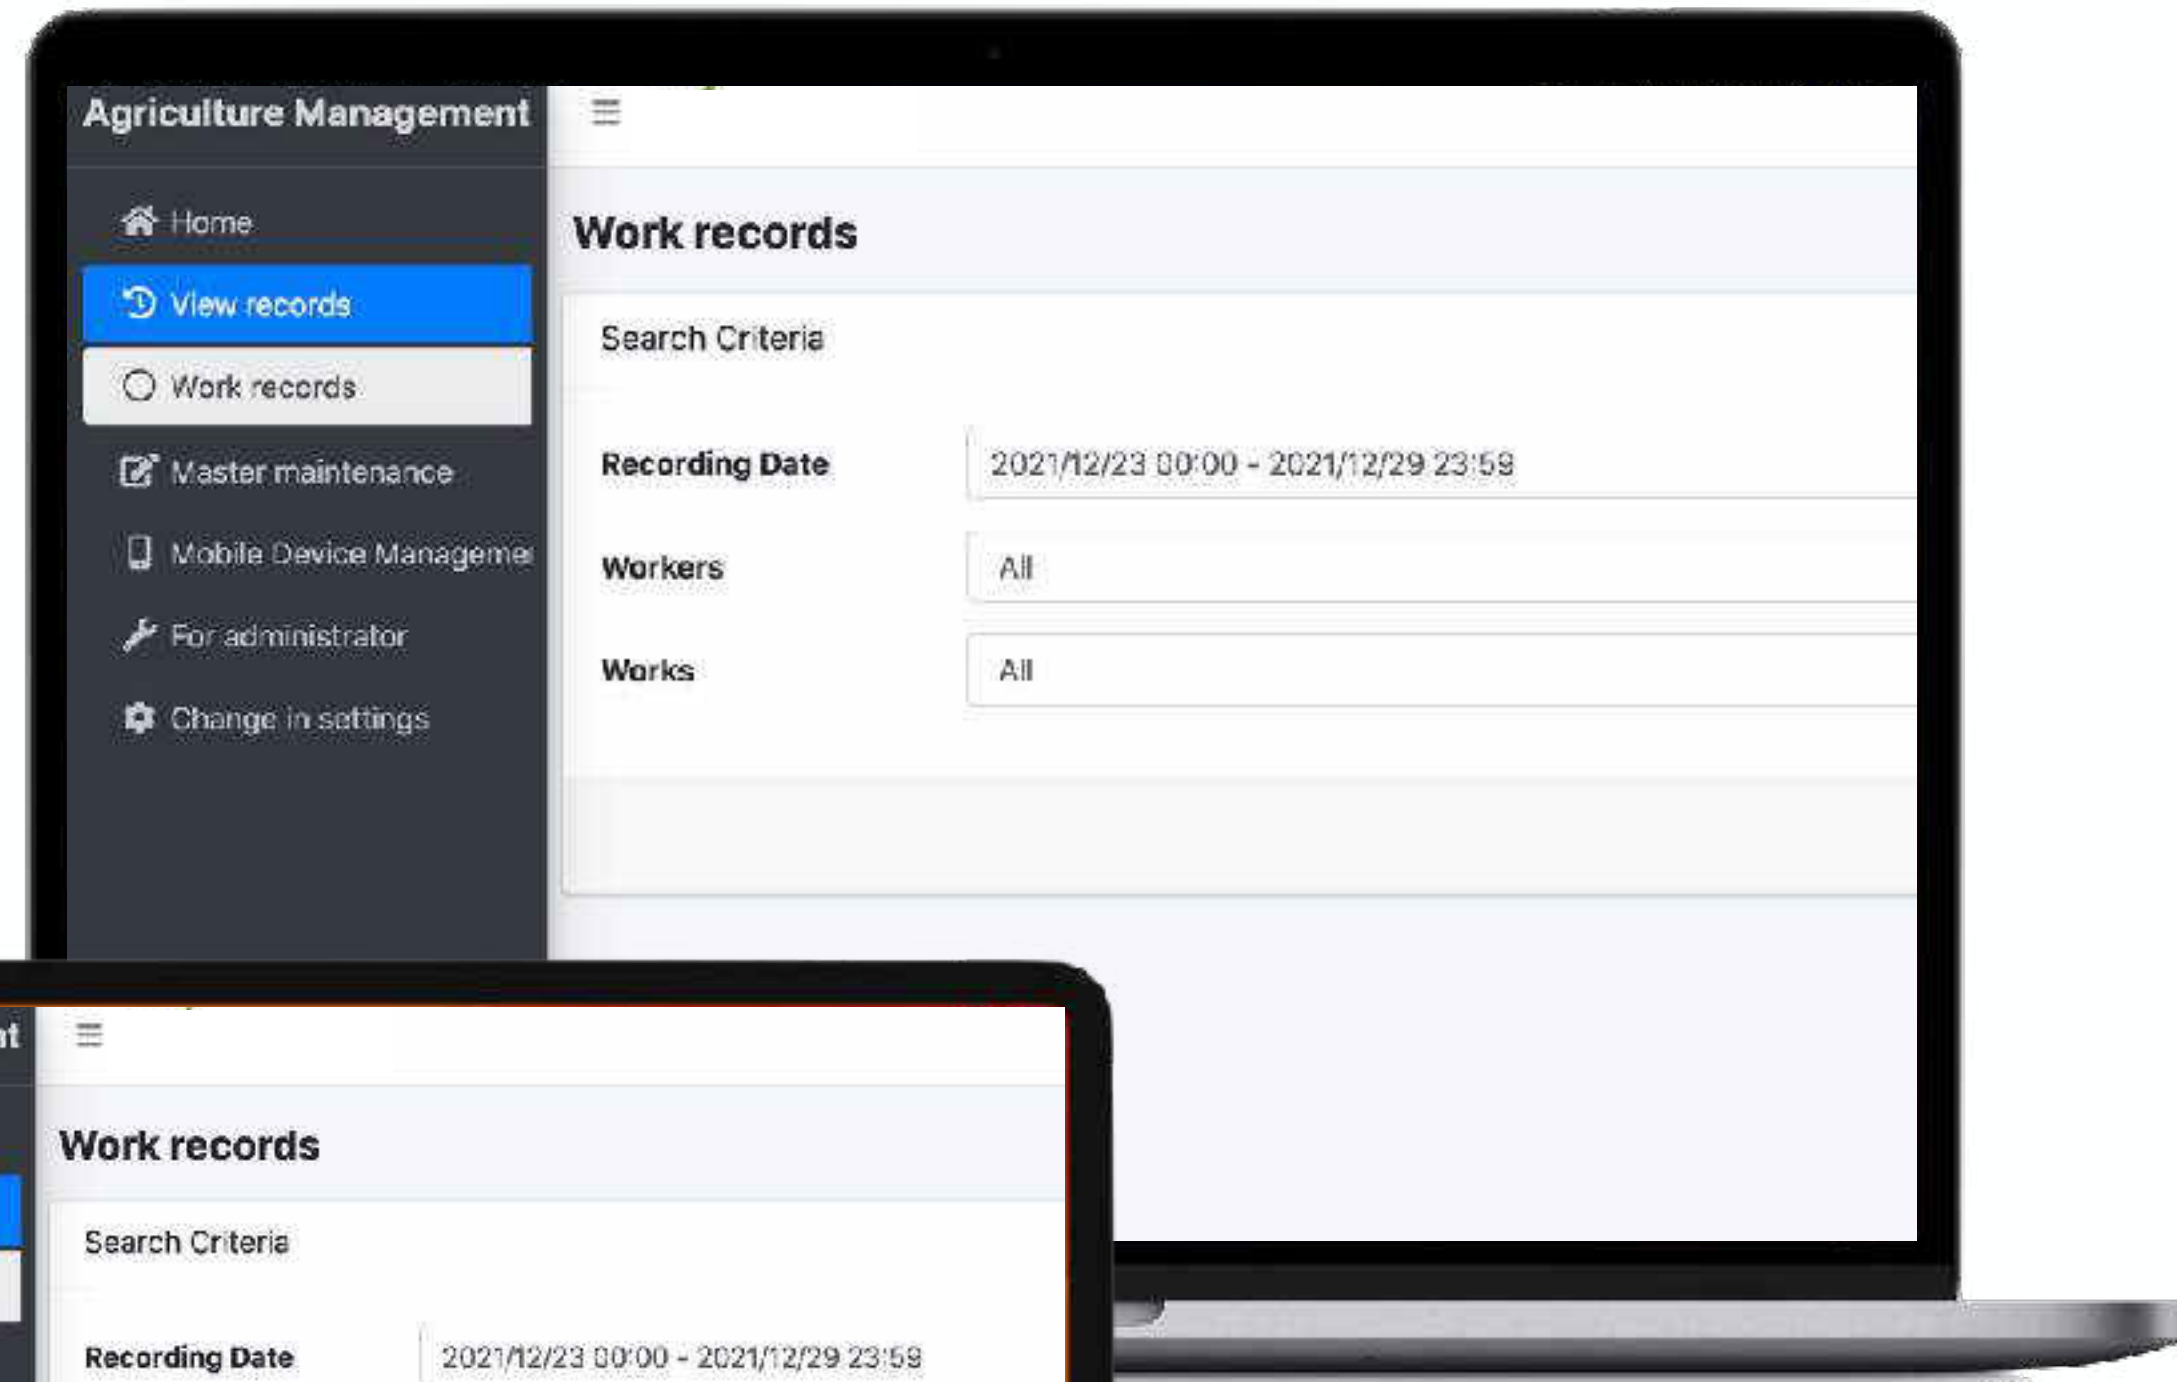 Agriculture Management
Home
View records
Work records
Master maintenance
Mobile Device Manageme
For administrator
Change in settings
Work records
Search Criteria
Recording Date 2021/12/23 00:00 - 2021/12/29 23:59
Workers All
Works All
nt
Work records
Search Criteria
Recording Date 2021/12/23 00:00 - 2021/12/29 23:59